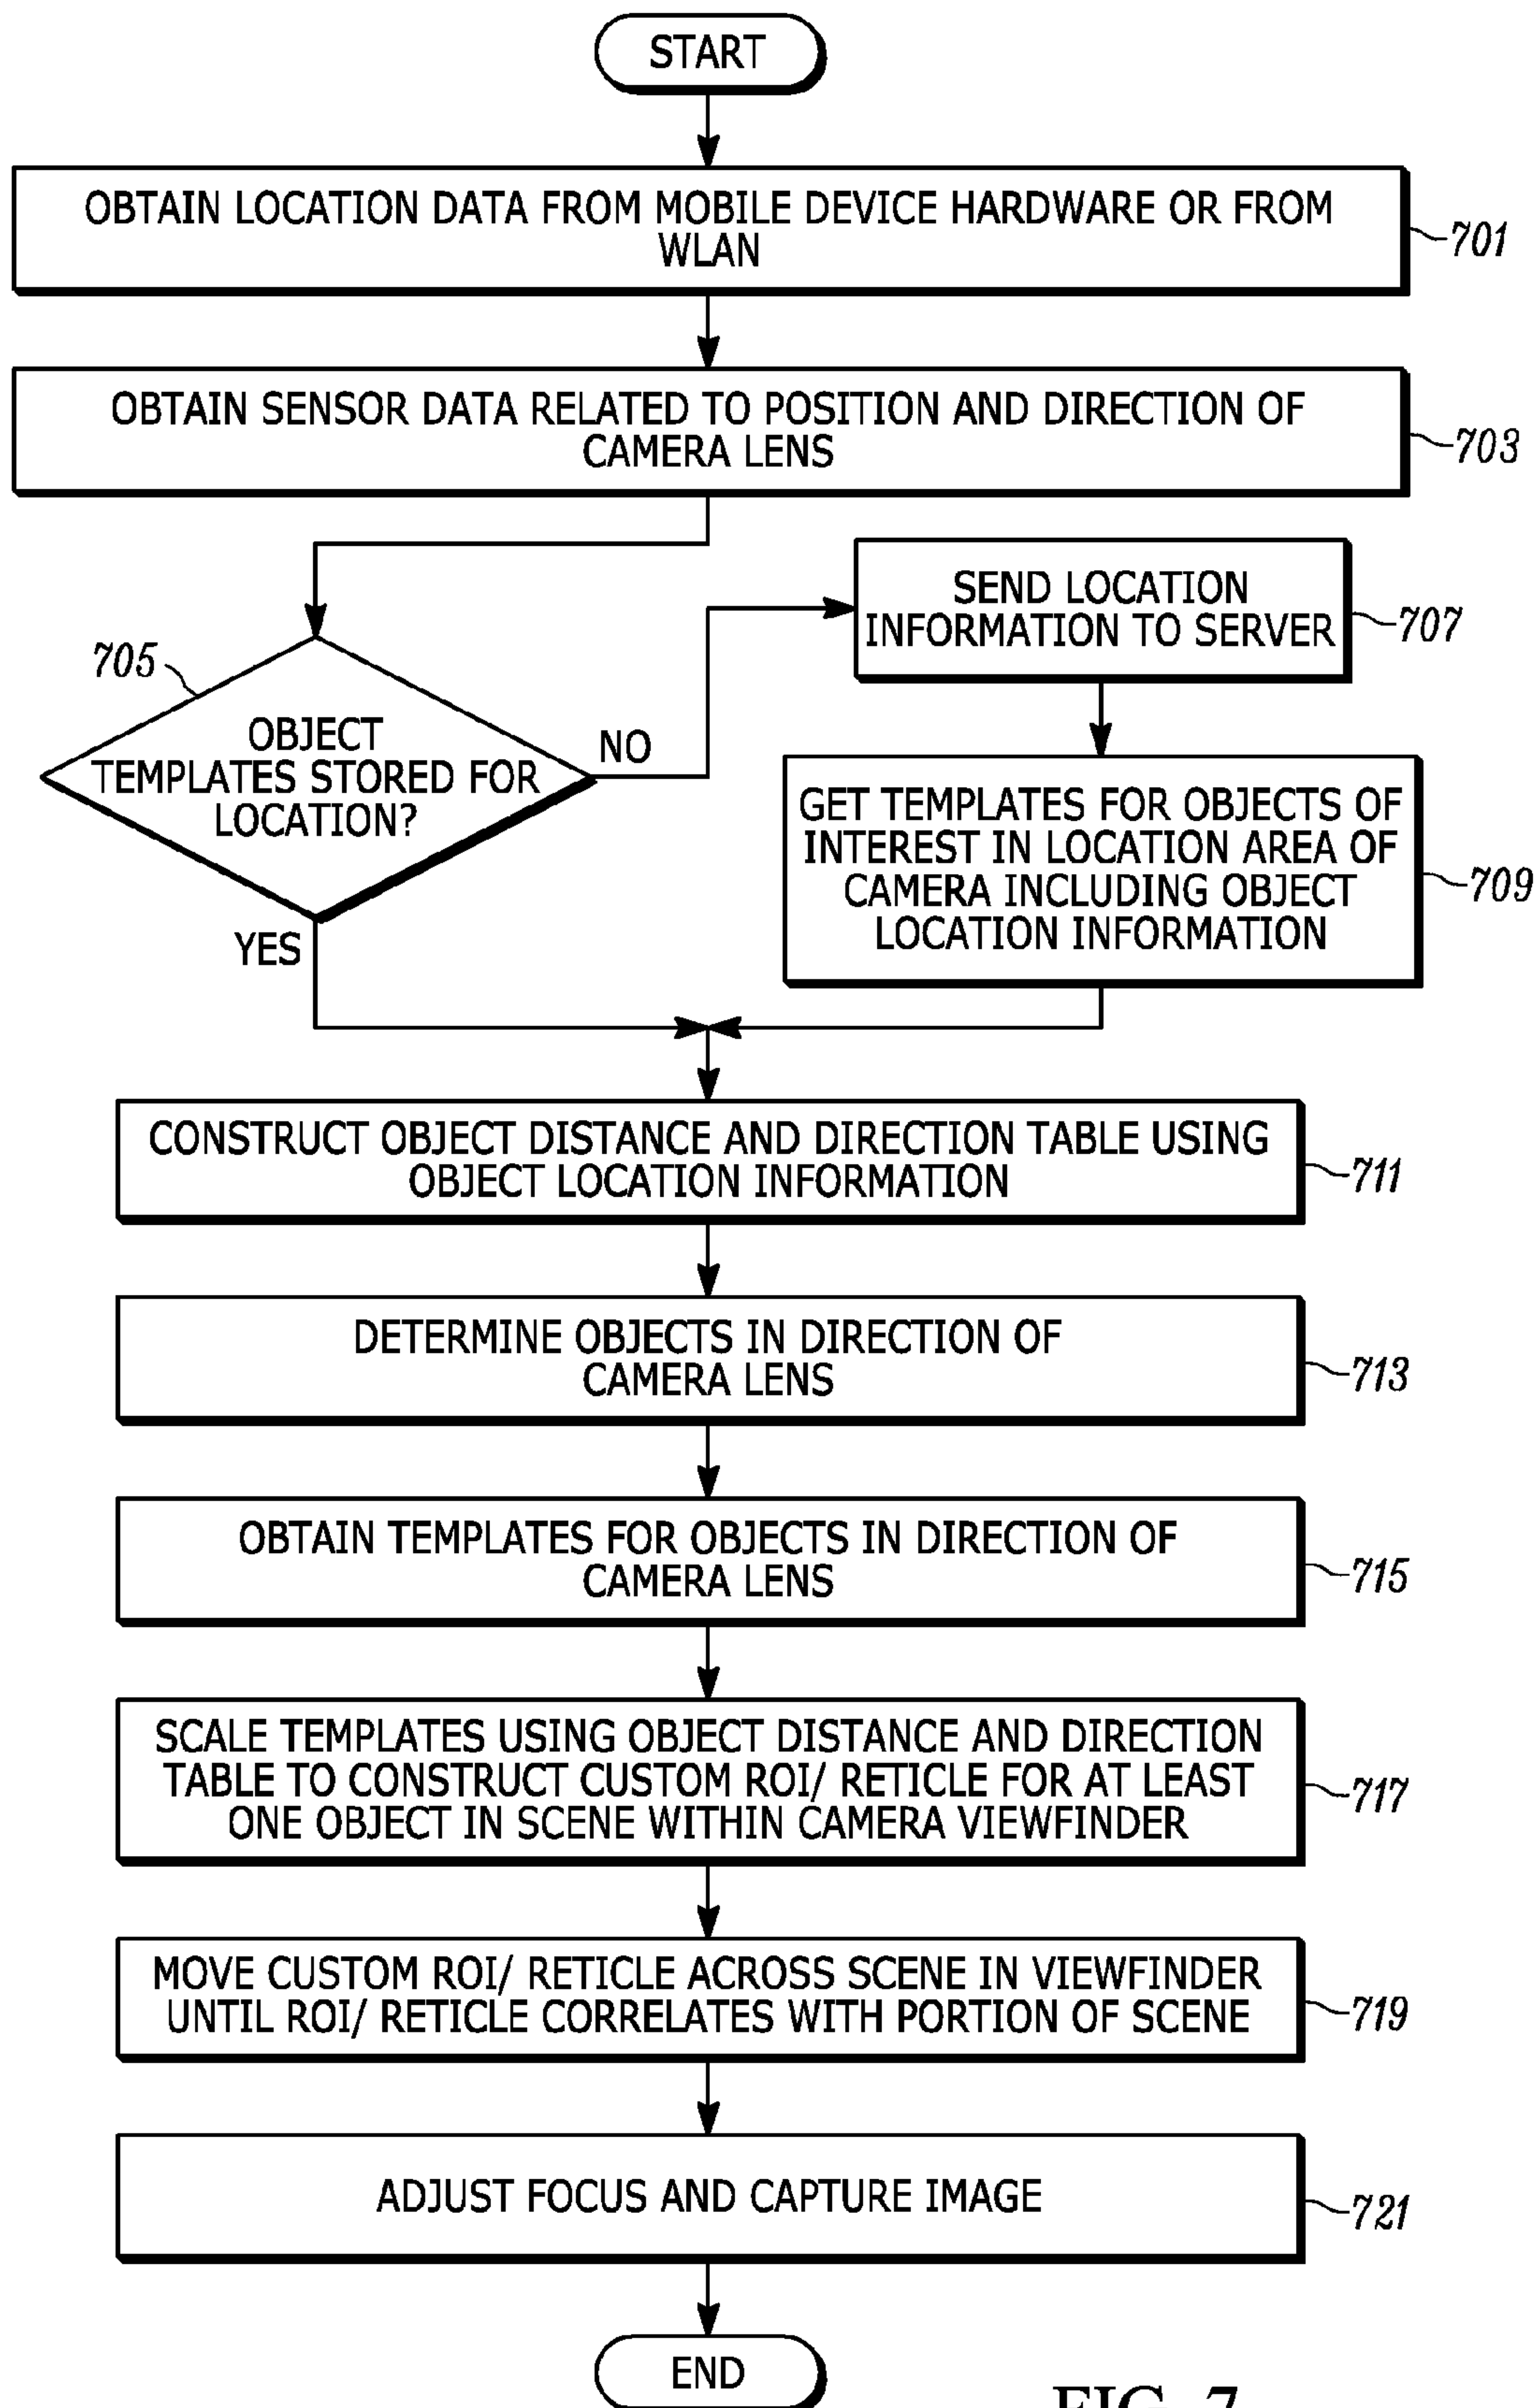 START
OBTAIN LOCATION DATA FROM MOBILE DEVICE HARDWARE OR FROM
WLAN
701
OBTAIN SENSOR DATA RELATED TO POSITION AND DIRECTION OF
CAMERA LENS
703
705
OBJECT
TEMPLATES STORED FOR
LOCATION?
NO
YES
SEND LOCATION
INFORMATION TO SERVER
707
GET TEMPLATES FOR OBJECTS OF
INTEREST IN LOCATION AREA OF
CAMERA INCLUDING OBJECT
LOCATION INFORMATION
709
CONSTRUCT OBJECT DISTANCE AND DIRECTION TABLE USING
OBJECT LOCATION INFORMATION
711
DETERMINE OBJECTS IN DIRECTION OF
CAMERA LENS
713
OBTAIN TEMPLATES FOR OBJECTS IN DIRECTION OF
CAMERA LENS
715
SCALE TEMPLATES USING OBJECT DISTANCE AND DIRECTION
TABLE TO CONSTRUCT CUSTOM ROI/ RETICLE FOR AT LEAST
ONE OBJECT IN SCENE WITHIN CAMERA VIEWFINDER
717
MOVE CUSTOM ROI/ RETICLE ACROSS SCENE IN VIEWFINDER
UNTIL ROI/ RETICLE CORRELATES WITH PORTION OF SCENE
719
ADJUST FOCUS AND CAPTURE IMAGE
721
END
FIG. 7